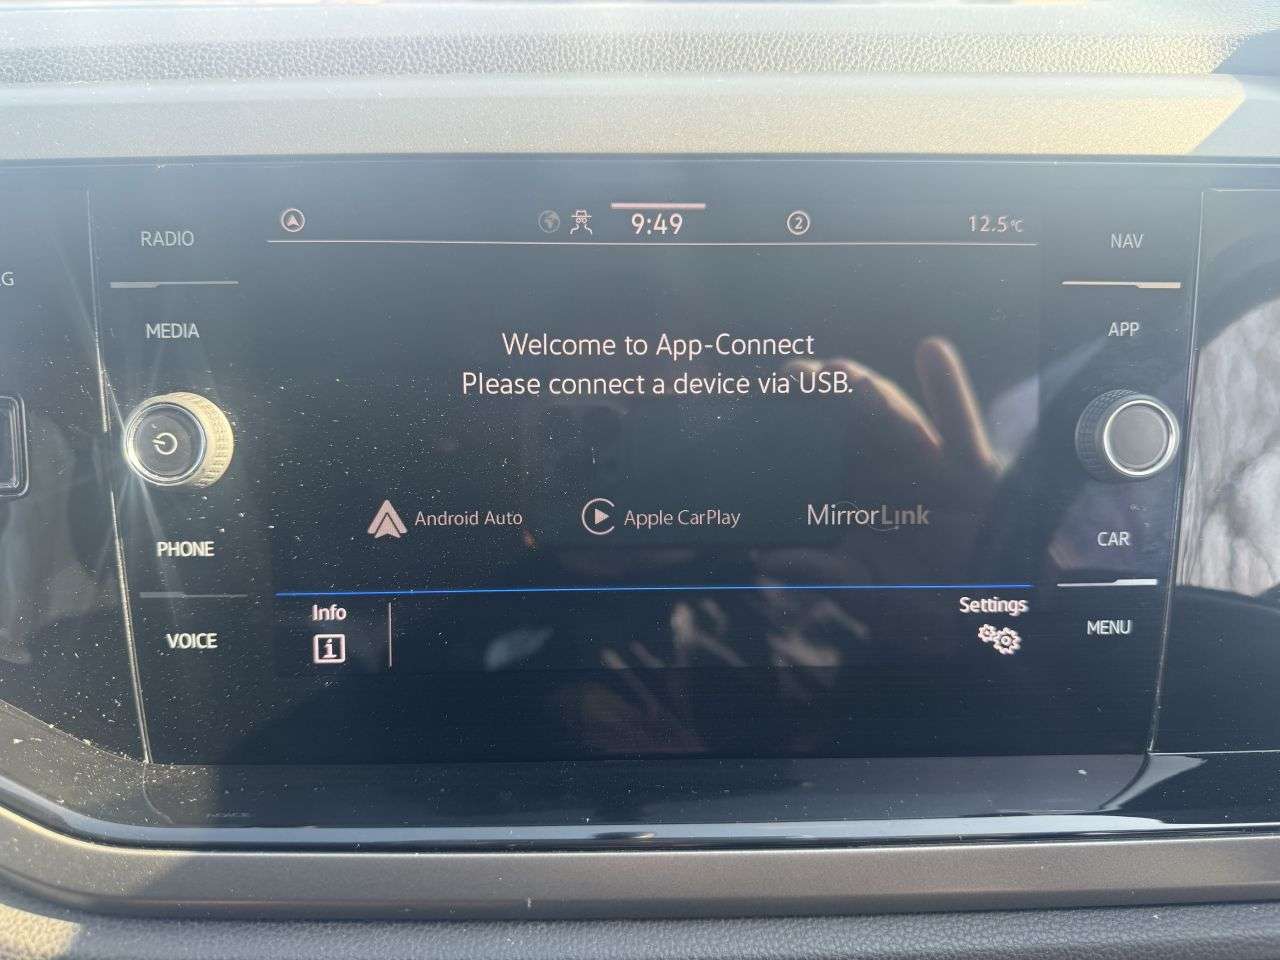 9:49
2
12.5°C
RADIO
NAV
G
MEDIA
APP
Welcome to App-Connect
Please connect a device via USB.
Android Auto
Apple CarPlay
MirrorLink
PHONE
CAR
Info
i
Settings
VOICE
MENU